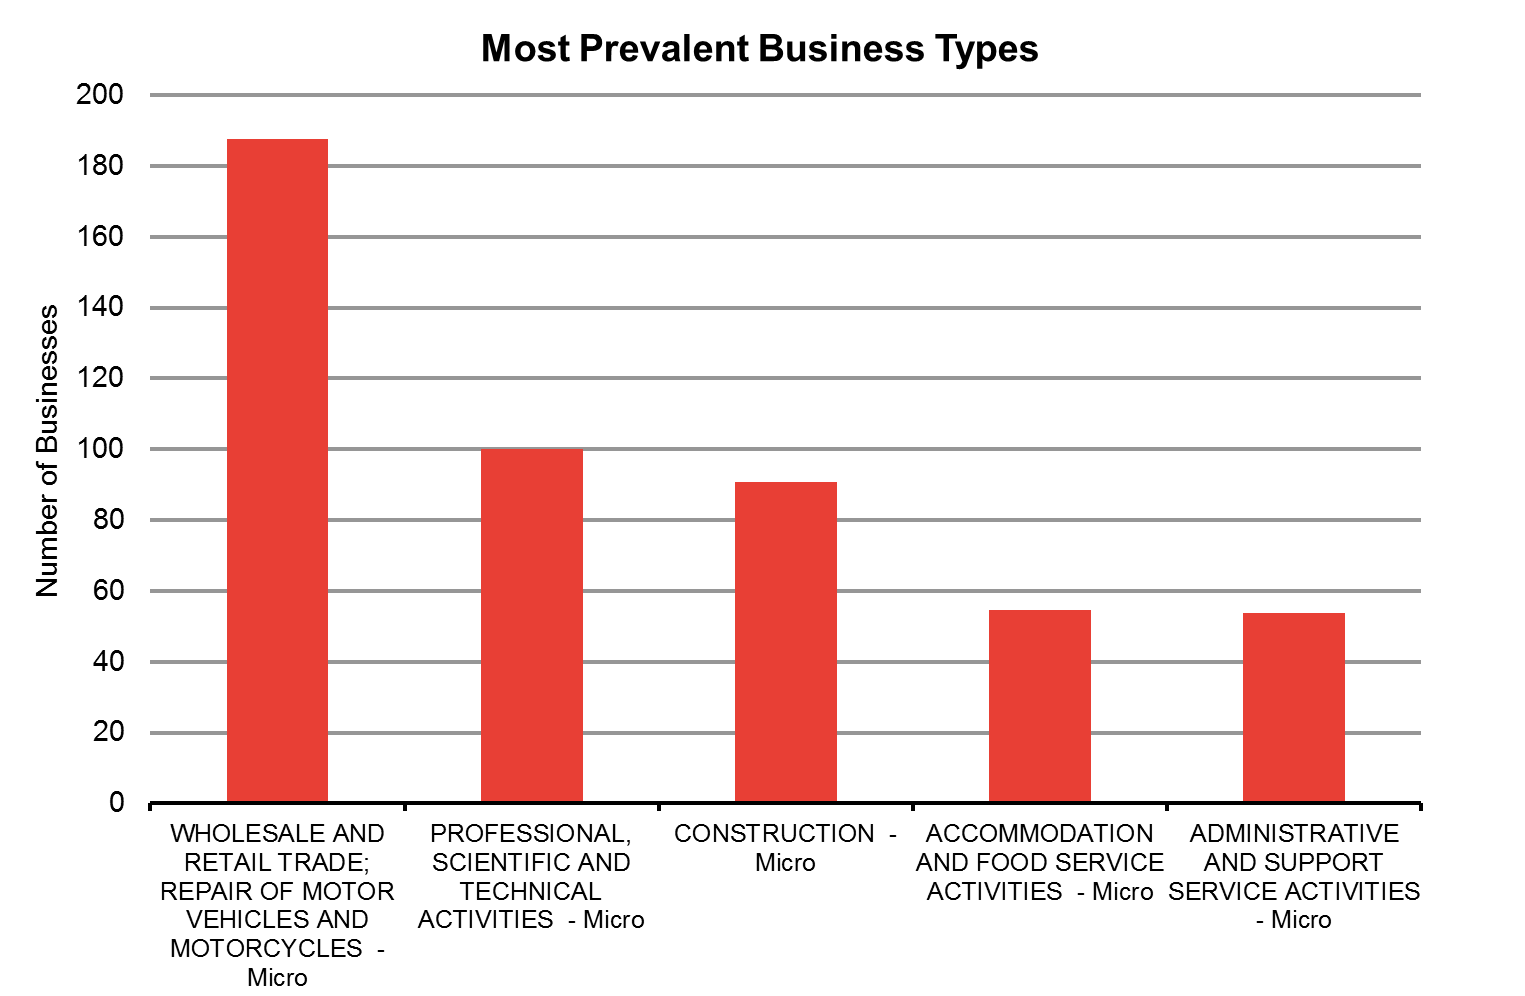 Most Prevalent Business Types
Number of Businesses
200
180
160
140
120
100
80
60
40
20
0
WHOLESALE AND
RETAIL TRADE;
REPAIR OF MOTOR
VEHICLES AND
MOTORCYCLES -
Micro
PROFESSIONAL,
SCIENTIFIC AND
TECHNICAL
ACTIVITIES - Micro
CONSTRUCTION -
Micro
ACCOMMODATION
AND FOOD SERVICE
ACTIVITIES - Micro
ADMINISTRATIVE
AND SUPPORT
SERVICE ACTIVITIES
- Micro